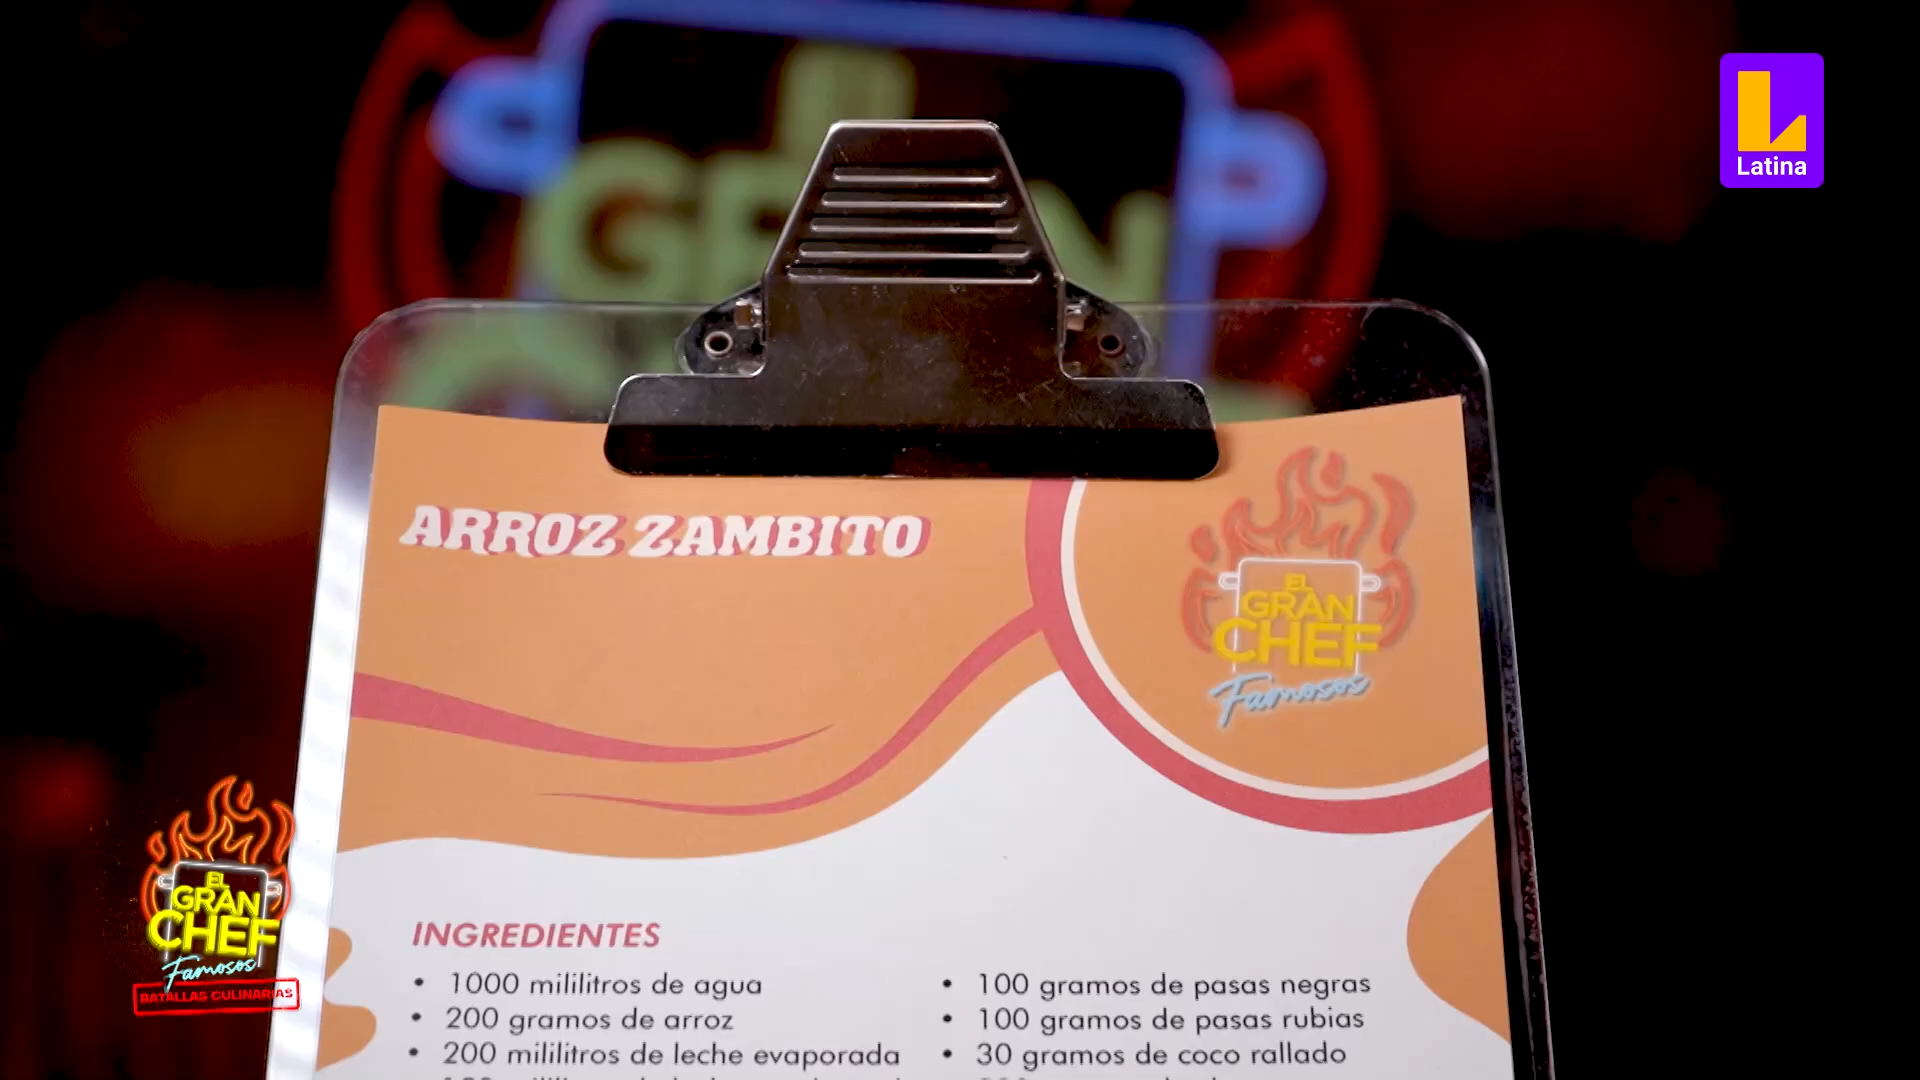 Latina
GRAN
ARROZ ZAMBITO
EL
GRAN
CHEF
Famosos
INGREDIENTES
• 1000 mililitros de agua
• 200 gramos de arroz
• 200 mililitros de leche evaporada
• 100 gramos de pasas negras
• 100 gramos de pasas rubias
• 30 gramos de coco rallado
EL
GRAN
CHEF
Famosos
BATALLAS CULINARIAS